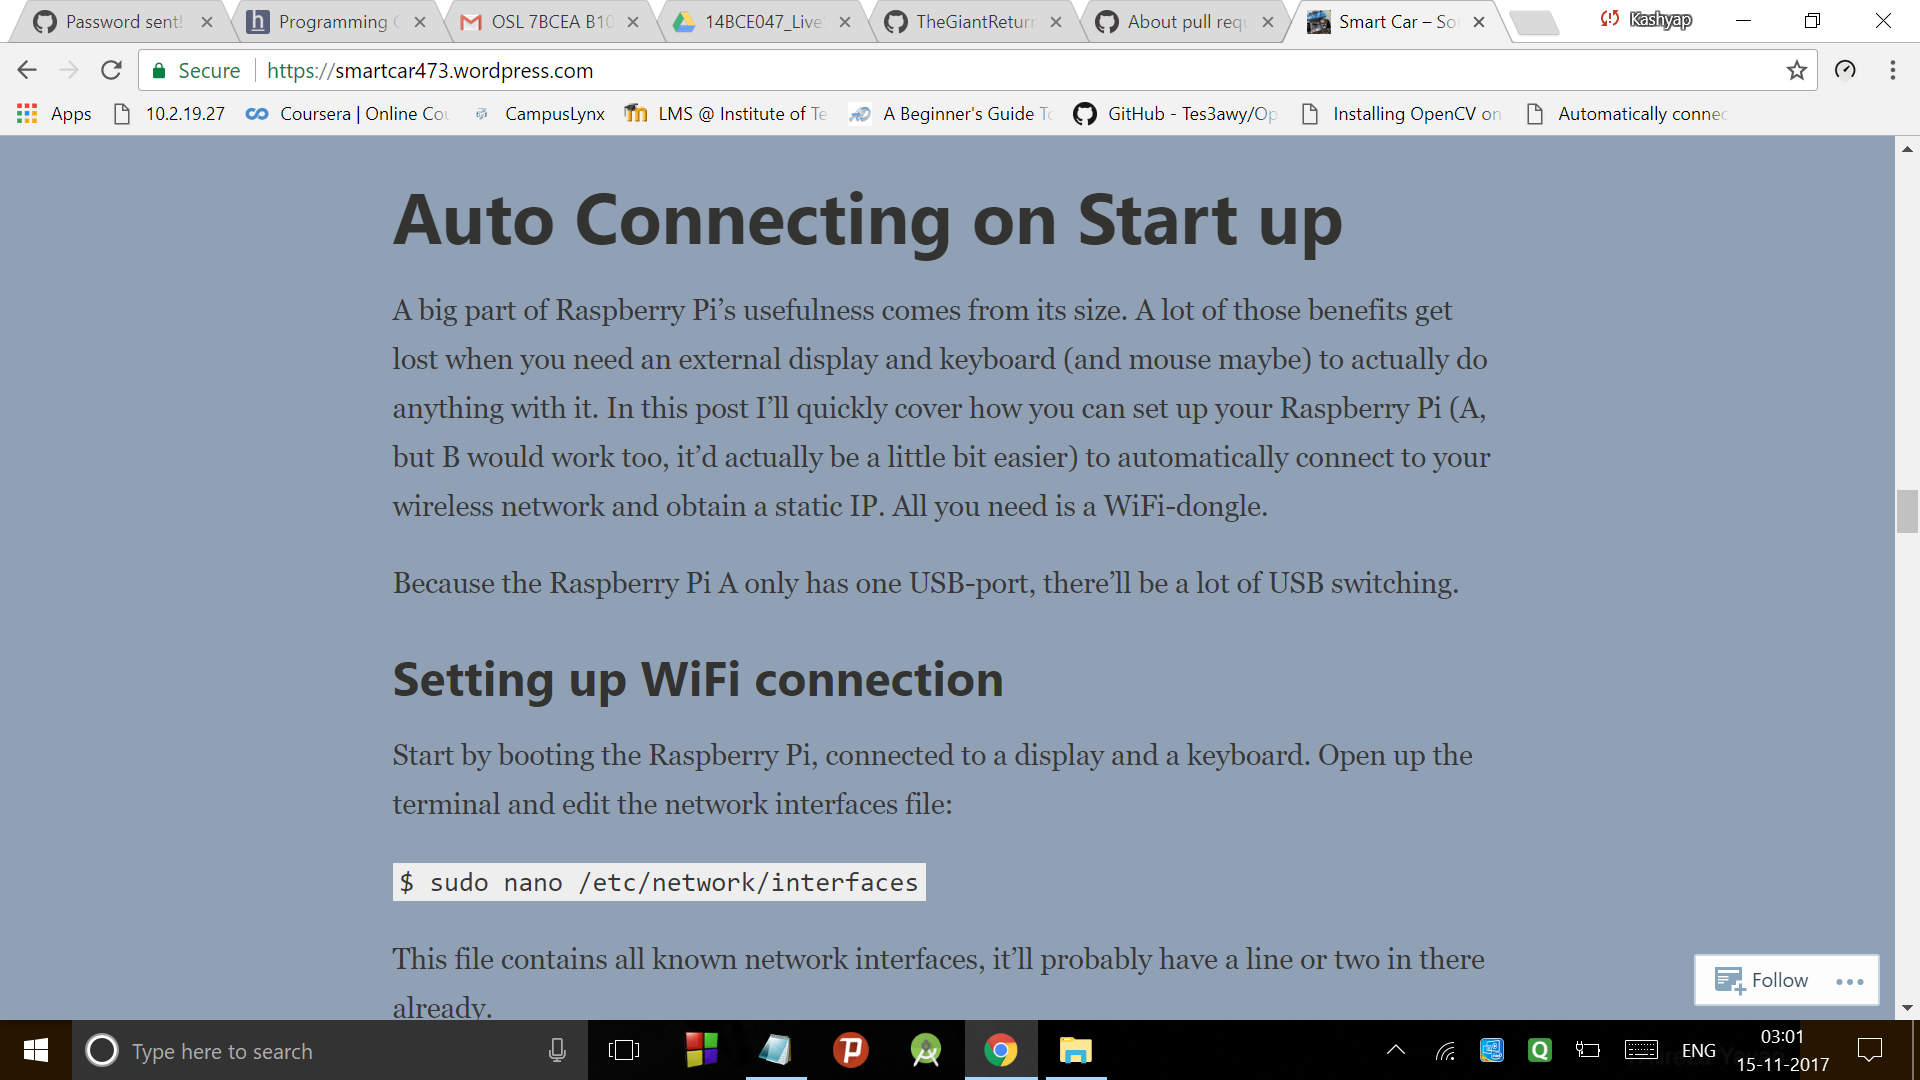 Password sent!
Programming C
OSL 7BCEA B10
14BCE047_Live
TheGiantReturn
About pull requ
Smart Car – So
Kashyap
Secure
https://smartcar473.wordpress.com
Apps
10.2.19.27
Coursera | Online Cou
CampusLynx
LMS @ Institute of Te
A Beginner's Guide To
GitHub - Tes3awy/Op
Installing OpenCV on
Automatically connec
Auto Connecting on Start up
A big part of Raspberry Pi’s usefulness comes from its size. A lot of those benefits get
lost when you need an external display and keyboard (and mouse maybe) to actually do
anything with it. In this post I’ll quickly cover how you can set up your Raspberry Pi (A,
but B would work too, it’d actually be a little bit easier) to automatically connect to your
wireless network and obtain a static IP. All you need is a WiFi-dongle.
Because the Raspberry Pi A only has one USB-port, there’ll be a lot of USB switching.
Setting up WiFi connection
Start by booting the Raspberry Pi, connected to a display and a keyboard. Open up the
terminal and edit the network interfaces file:
$ sudo nano /etc/network/interfaces
This file contains all known network interfaces, it’ll probably have a line or two in there
already.
Follow
Type here to search
ENG
03:01
15-11-2017